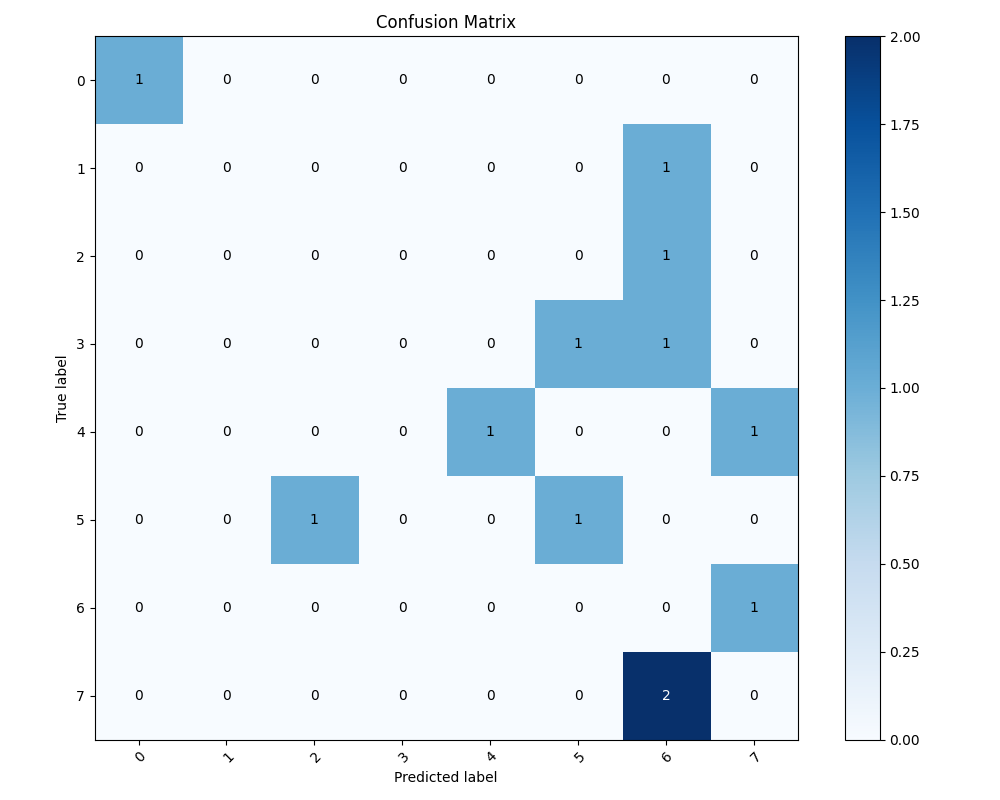 Confusion Matrix
0 1 0 0 0 0 0 0 0
1 0 0 0 0 0 0 1 0
2 0 0 0 0 0 0 1 0
3 0 0 0 0 0 1 1 0
4 0 0 0 0 1 0 0 1
5 0 0 1 0 0 1 0 0
6 0 0 0 0 0 0 0 1
7 0 0 0 0 0 0 2 0
0 1 2 3 4 5 6 7
True label
Predicted label
2.00
1.75
1.50
1.25
1.00
0.75
0.50
0.25
0.00